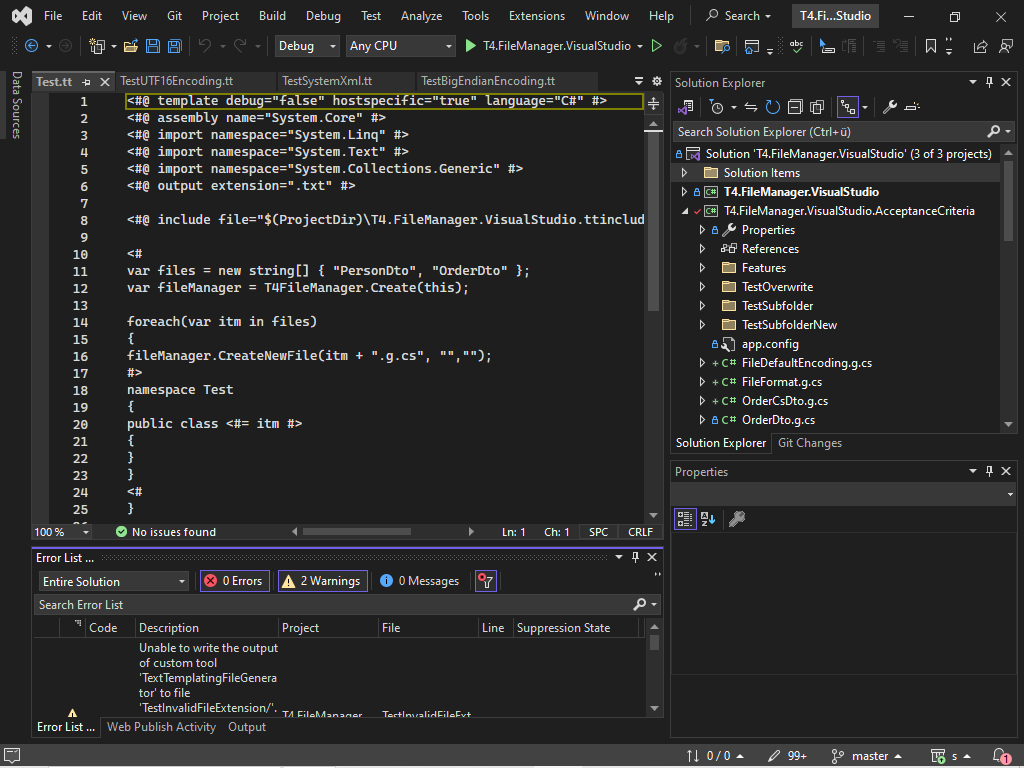 File Edit View Git Project Build Debug Test Analyze Tools Extensions Window Help Search T4.Fi...Studio
Debug Any CPU T4.FileManager.VisualStudio
Data Sources
Test.tt TestUTF16Encoding.tt TestSystemXml.tt TestBigEndianEncoding.tt
1 <#@ template debug="false" hostspecific="true" language="C#" #>
2 <#@ assembly name="System.Core" #>
3 <#@ import namespace="System.Linq" #>
4 <#@ import namespace="System.Text" #>
5 <#@ import namespace="System.Collections.Generic" #>
6 <#@ output extension=".txt" #>
7
8 <#@ include file="$(ProjectDir)\T4.FileManager.VisualStudio.ttinclud
9
10 <#
11 var files = new string[] { "PersonDto", "OrderDto" };
12 var fileManager = T4FileManager.Create(this);
13
14 foreach(var itm in files)
15 {
16 fileManager.CreateNewFile(itm + ".g.cs", "","");
17 #>
18 namespace Test
19 {
20 public class <#= itm #>
21 {
22 }
23 }
24 <#
25 }
100 % No issues found Ln: 1 Ch: 1 SPC CRLF
Error List ...
Entire Solution 0 Errors 2 Warnings 0 Messages
Search Error List
Code Description Project File Line Suppression State
Unable to write the output
of custom tool
'TextTemplatingFileGenera
tor' to file
'TestInvalidFileExtension/'.
T4.FileManager TestInvalidFileExt
Error List ... Web Publish Activity Output
Solution Explorer
Search Solution Explorer (Ctrl+ü)
Solution 'T4.FileManager.VisualStudio' (3 of 3 projects)
Solution Items
C# T4.FileManager.VisualStudio
C# T4.FileManager.VisualStudio.AcceptanceCriteria
Properties
References
Features
TestOverwrite
TestSubfolder
TestSubfolderNew
app.config
C# FileDefaultEncoding.g.cs
C# FileFormat.g.cs
C# OrderCsDto.g.cs
C# OrderDto.g.cs
Solution Explorer Git Changes
Properties
0 / 0 99+ master s 1